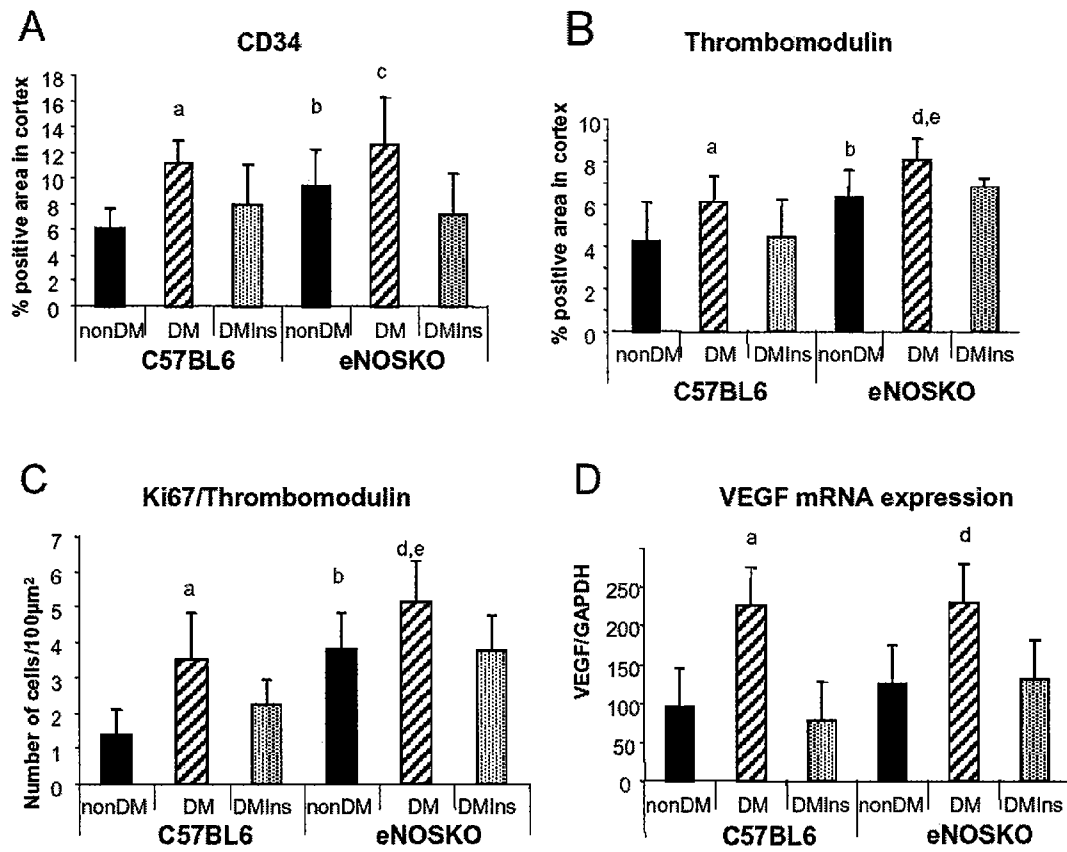 A
CD34
% positive area in cortex
18
16
14
12
10
8
6
4
2
0
a
b
c
nonDM DM DMIns nonDM DM DMIns
C57BL6 eNOSKO
B
Thrombomodulin
% positive area in cortex
10
8
6
4
2
0
a
b
d,e
nonDM DM DMIns nonDM DM DMIns
C57BL6 eNOSKO
C
Ki67/Thrombomodulin
Number of cells/100µm²
7
6
5
4
3
2
1
0
a
b
d,e
nonDM DM DMIns nonDM DM DMIns
C57BL6 eNOSKO
D
VEGF mRNA expression
VEGF/GAPDH
250
200
150
100
50
0
a
d
nonDM DM DMIns nonDM DM DMIns
C57BL6 eNOSKO